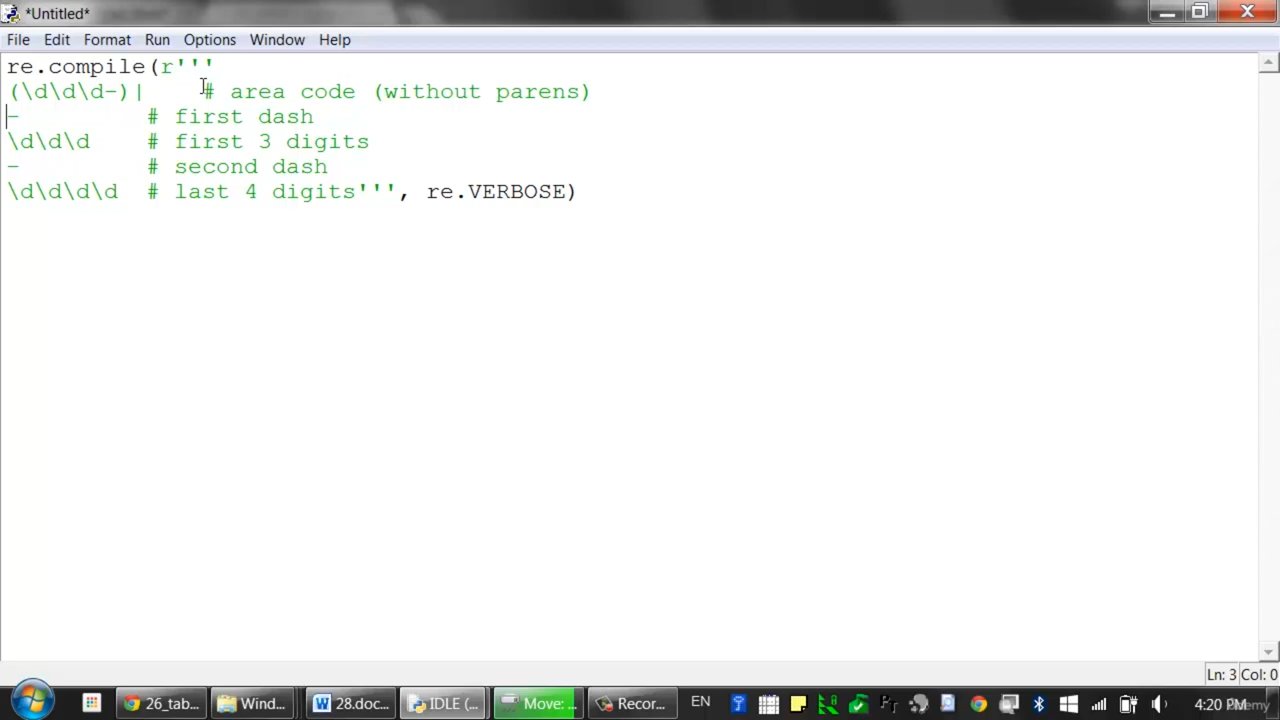 *Untitled*
File Edit Format Run Options Window Help
re.compile(r'''
(\d\d\d-)|    # area code (without parens)
-         # first dash
\d\d\d    # first 3 digits
-         # second dash
\d\d\d\d  # last 4 digits''', re.VERBOSE)
Ln: 3 Col: 0
26_tab... Wind... 28.doc... IDLE (... Move: ... Recor... EN 4:20 PM
Udemy